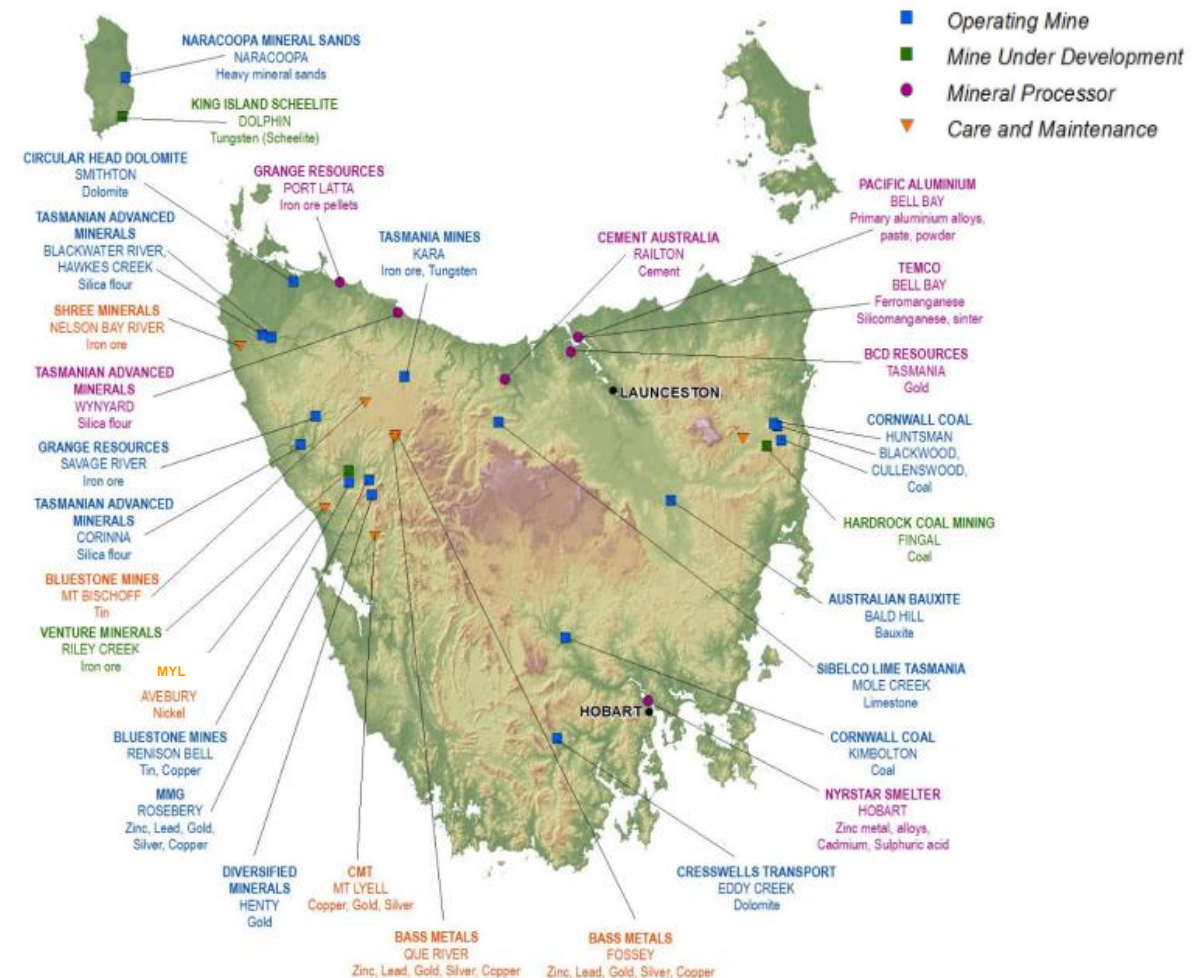 Operating Mine
Mine Under Development
Mineral Processor
Care and Maintenance
NARACOOPA MINERAL SANDS
NARACOOPA
Heavy mineral sands
KING ISLAND SCHEELITE
DOLPHIN
Tungsten (Scheelite)
CIRCULAR HEAD DOLOMITE
SMITHTON
Dolomite
GRANGE RESOURCES
PORT LATTA
Iron ore pellets
TASMANIAN ADVANCED
MINERALS
BLACKWATER RIVER,
HAWKES CREEK
Silica flour
TASMANIA MINES
KARA
Iron ore, Tungsten
CEMENT AUSTRALIA
RAILTON
Cement
PACIFIC ALUMINIUM
BELL BAY
Primary aluminium alloys,
paste, powder
TEMCO
BELL BAY
Ferromanganese
Silicomanganese, sinter
SHREE MINERALS
NELSON BAY RIVER
Iron ore
BCD RESOURCES
TASMANIA
Gold
TASMANIAN ADVANCED
MINERALS
WYNYARD
Silica flour
LAUNCESTON
CORNWALL COAL
HUNTSMAN
BLACKWOOD,
CULLENSWOOD,
Coal
GRANGE RESOURCES
SAVAGE RIVER
Iron ore
TASMANIAN ADVANCED
MINERALS
CORINNA
Silica flour
HARDROCK COAL MINING
FINGAL
Coal
BLUESTONE MINES
MT BISCHOFF
Tin
AUSTRALIAN BAUXITE
BALD HILL
Bauxite
VENTURE MINERALS
RILEY CREEK
Iron ore
MYL
AVEBURY
Nickel
SIBELCO LIME TASMANIA
MOLE CREEK
Limestone
HOBART
BLUESTONE MINES
RENISON BELL
Tin, Copper
CORNWALL COAL
KIMBOLTON
Coal
MMG
ROSEBERY
Zinc, Lead, Gold,
Silver, Copper
NYRSTAR SMELTER
HOBART
Zinc metal, alloys,
Cadmium, Sulphuric acid
DIVERSIFIED
MINERALS
HENTY
Gold
CMT
MT LYELL
Copper, Gold, Silver
CRESSWELLS TRANSPORT
EDDY CREEK
Dolomite
BASS METALS
QUE RIVER
Zinc, Lead, Gold, Silver, Copper
BASS METALS
FOSSEY
Zinc, Lead, Gold, Silver, Copper